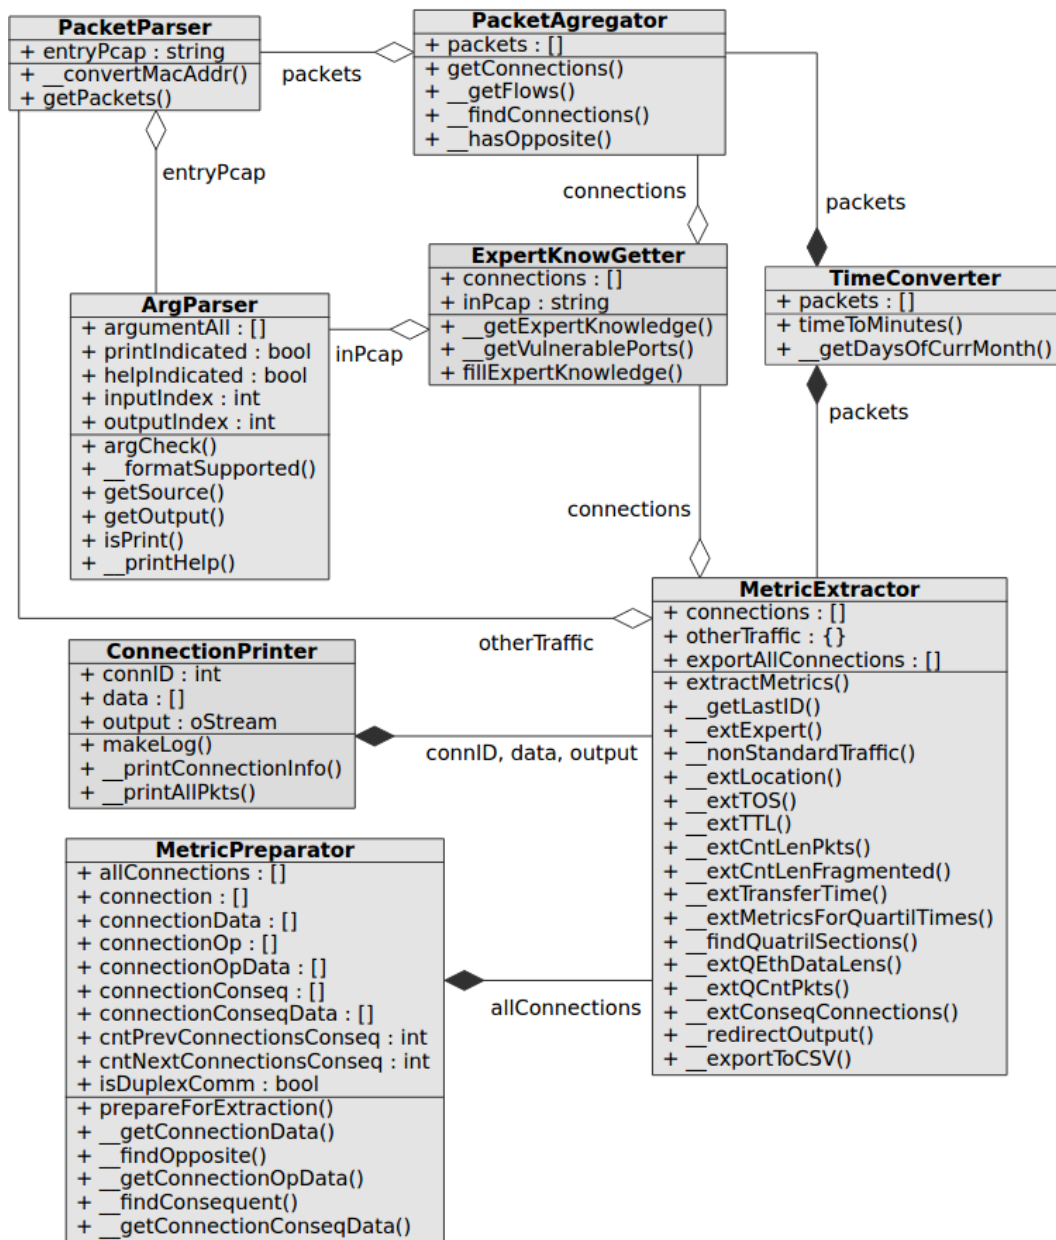 PacketParser
+ entryPcap : string
+ __convertMacAddr()
+ getPackets()
packets
PacketAgregator
+ packets : []
+ getConnections()
+ __getFlows()
+ __findConnections()
+ __hasOpposite()
entryPcap
connections
packets
ExpertKnowGetter
+ connections : []
+ inPcap : string
+ __getExpertKnowledge()
+ __getVulnerablePorts()
+ fillExpertKnowledge()
TimeConverter
+ packets : []
+ timeToMinutes()
+ __getDaysOfCurrMonth()
ArgParser
+ argumentAll : []
+ printIndicated : bool
+ helpIndicated : bool
+ inputIndex : int
+ outputIndex : int
+ argCheck()
+ __formatSupported()
+ getSource()
+ getOutput()
+ isPrint()
+ __printHelp()
inPcap
packets
connections
otherTraffic
MetricExtractor
+ connections : []
+ otherTraffic : {}
+ exportAllConnections : []
+ extractMetrics()
+ __getLastID()
+ __extExpert()
+ __nonStandardTraffic()
+ __extLocation()
+ __extTOS()
+ __extTTL()
+ __extCntLenPkts()
+ __extCntLenFragmented()
+ __extTransferTime()
+ __extMetricsForQuartilTimes()
+ __findQuatrilSections()
+ __extQEthDataLens()
+ __extQCntPkts()
+ __extConseqConnections()
+ __redirectOutput()
+ __exportToCSV()
ConnectionPrinter
+ connID : int
+ data : []
+ output : oStream
+ makeLog()
+ __printConnectionInfo()
+ __printAllPkts()
connID, data, output
MetricPreparator
+ allConnections : []
+ connection : []
+ connectionData : []
+ connectionOp : []
+ connectionOpData : []
+ connectionConseq : []
+ connectionConseqData : []
+ cntPrevConnectionsConseq : int
+ cntNextConnectionsConseq : int
+ isDuplexComm : bool
+ prepareForExtraction()
+ __getConnectionData()
+ __findOpposite()
+ __getConnectionOpData()
+ __findConsequent()
+ __getConnectionConseqData()
allConnections